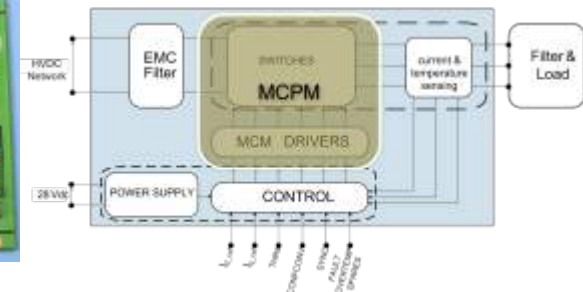 HVDC
Network
EMC
Filter
SWITCHES
MCPM
current &
temperature
sensing
Filter &
Load
MCM DRIVERS
28 Vdc
POWER SUPPLY
CONTROL
SYNC
FAULT
OVERTEMP
SPARES